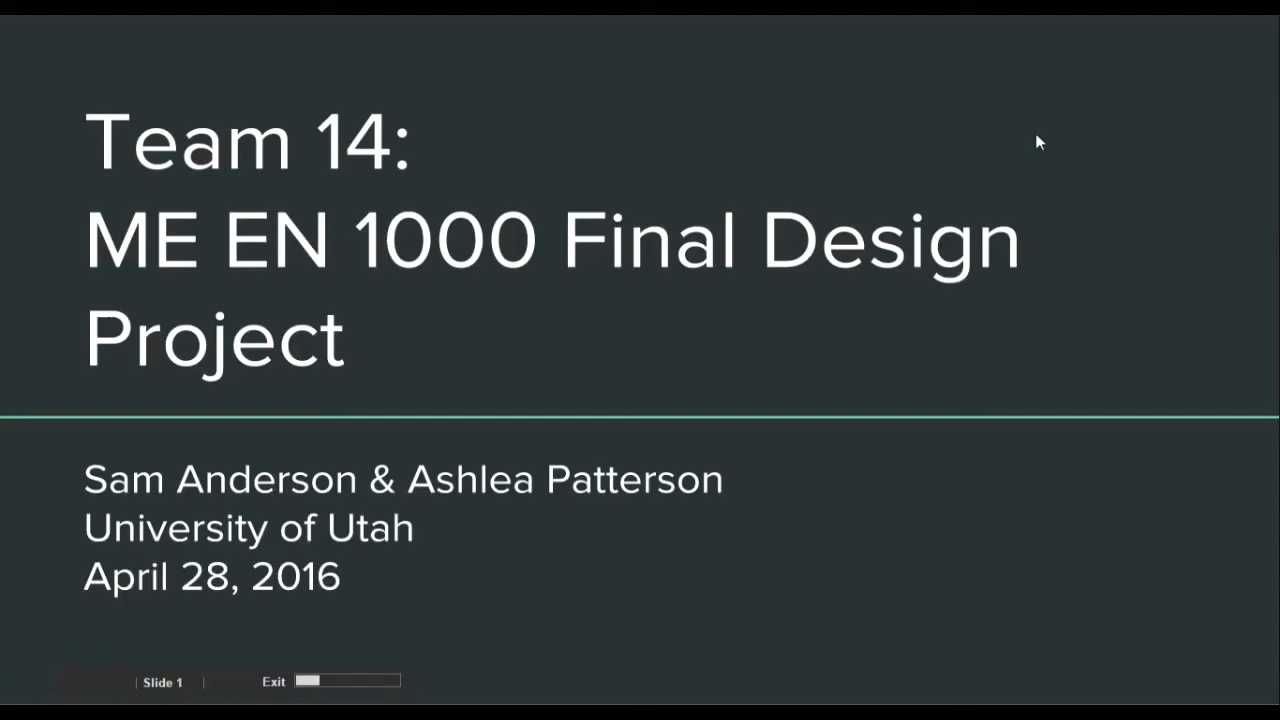 Team 14:
ME EN 1000 Final Design
Project
Sam Anderson & Ashlea Patterson
University of Utah
April 28, 2016
Slide 1
Exit